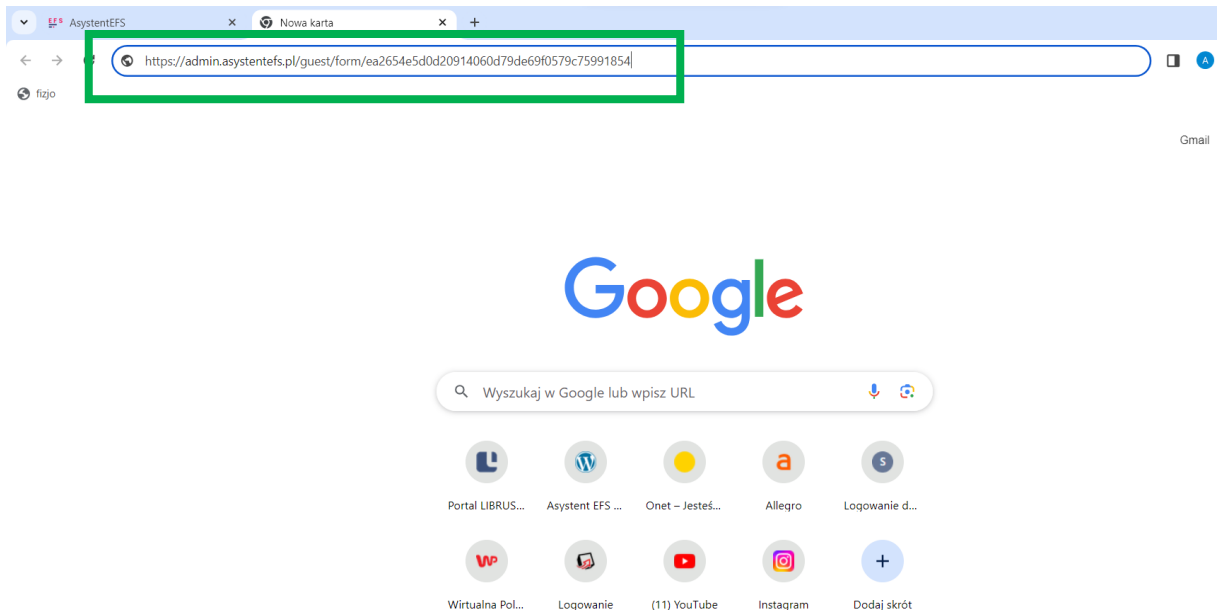 EFS AsystentEFS
Nowa karta
https://admin.asystentefs.pl/guest/form/ea2654e5d0d20914060d79de69f0579c75991854
A
fizjo
Gmail
Google
Wyszukaj w Google lub wpisz URL
a S
Portal LIBRUS... Asystent EFS ... Onet – Jesteś... Allegro Logowanie d...
Wirtualna Pol... Logowanie (11) YouTube Instagram Dodaj skrót